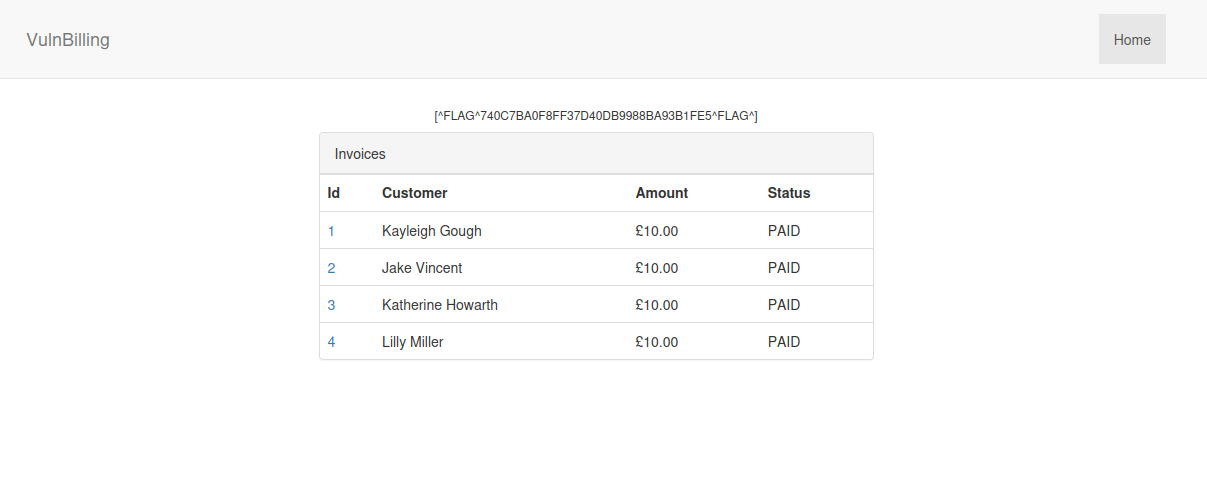 VulnBilling Home
[^FLAG^740C7BA0F8FF37D40DB9988BA93B1FE5^FLAG^]
Invoices
Id Customer Amount Status
1 Kayleigh Gough £10.00 PAID
2 Jake Vincent £10.00 PAID
3 Katherine Howarth £10.00 PAID
4 Lilly Miller £10.00 PAID